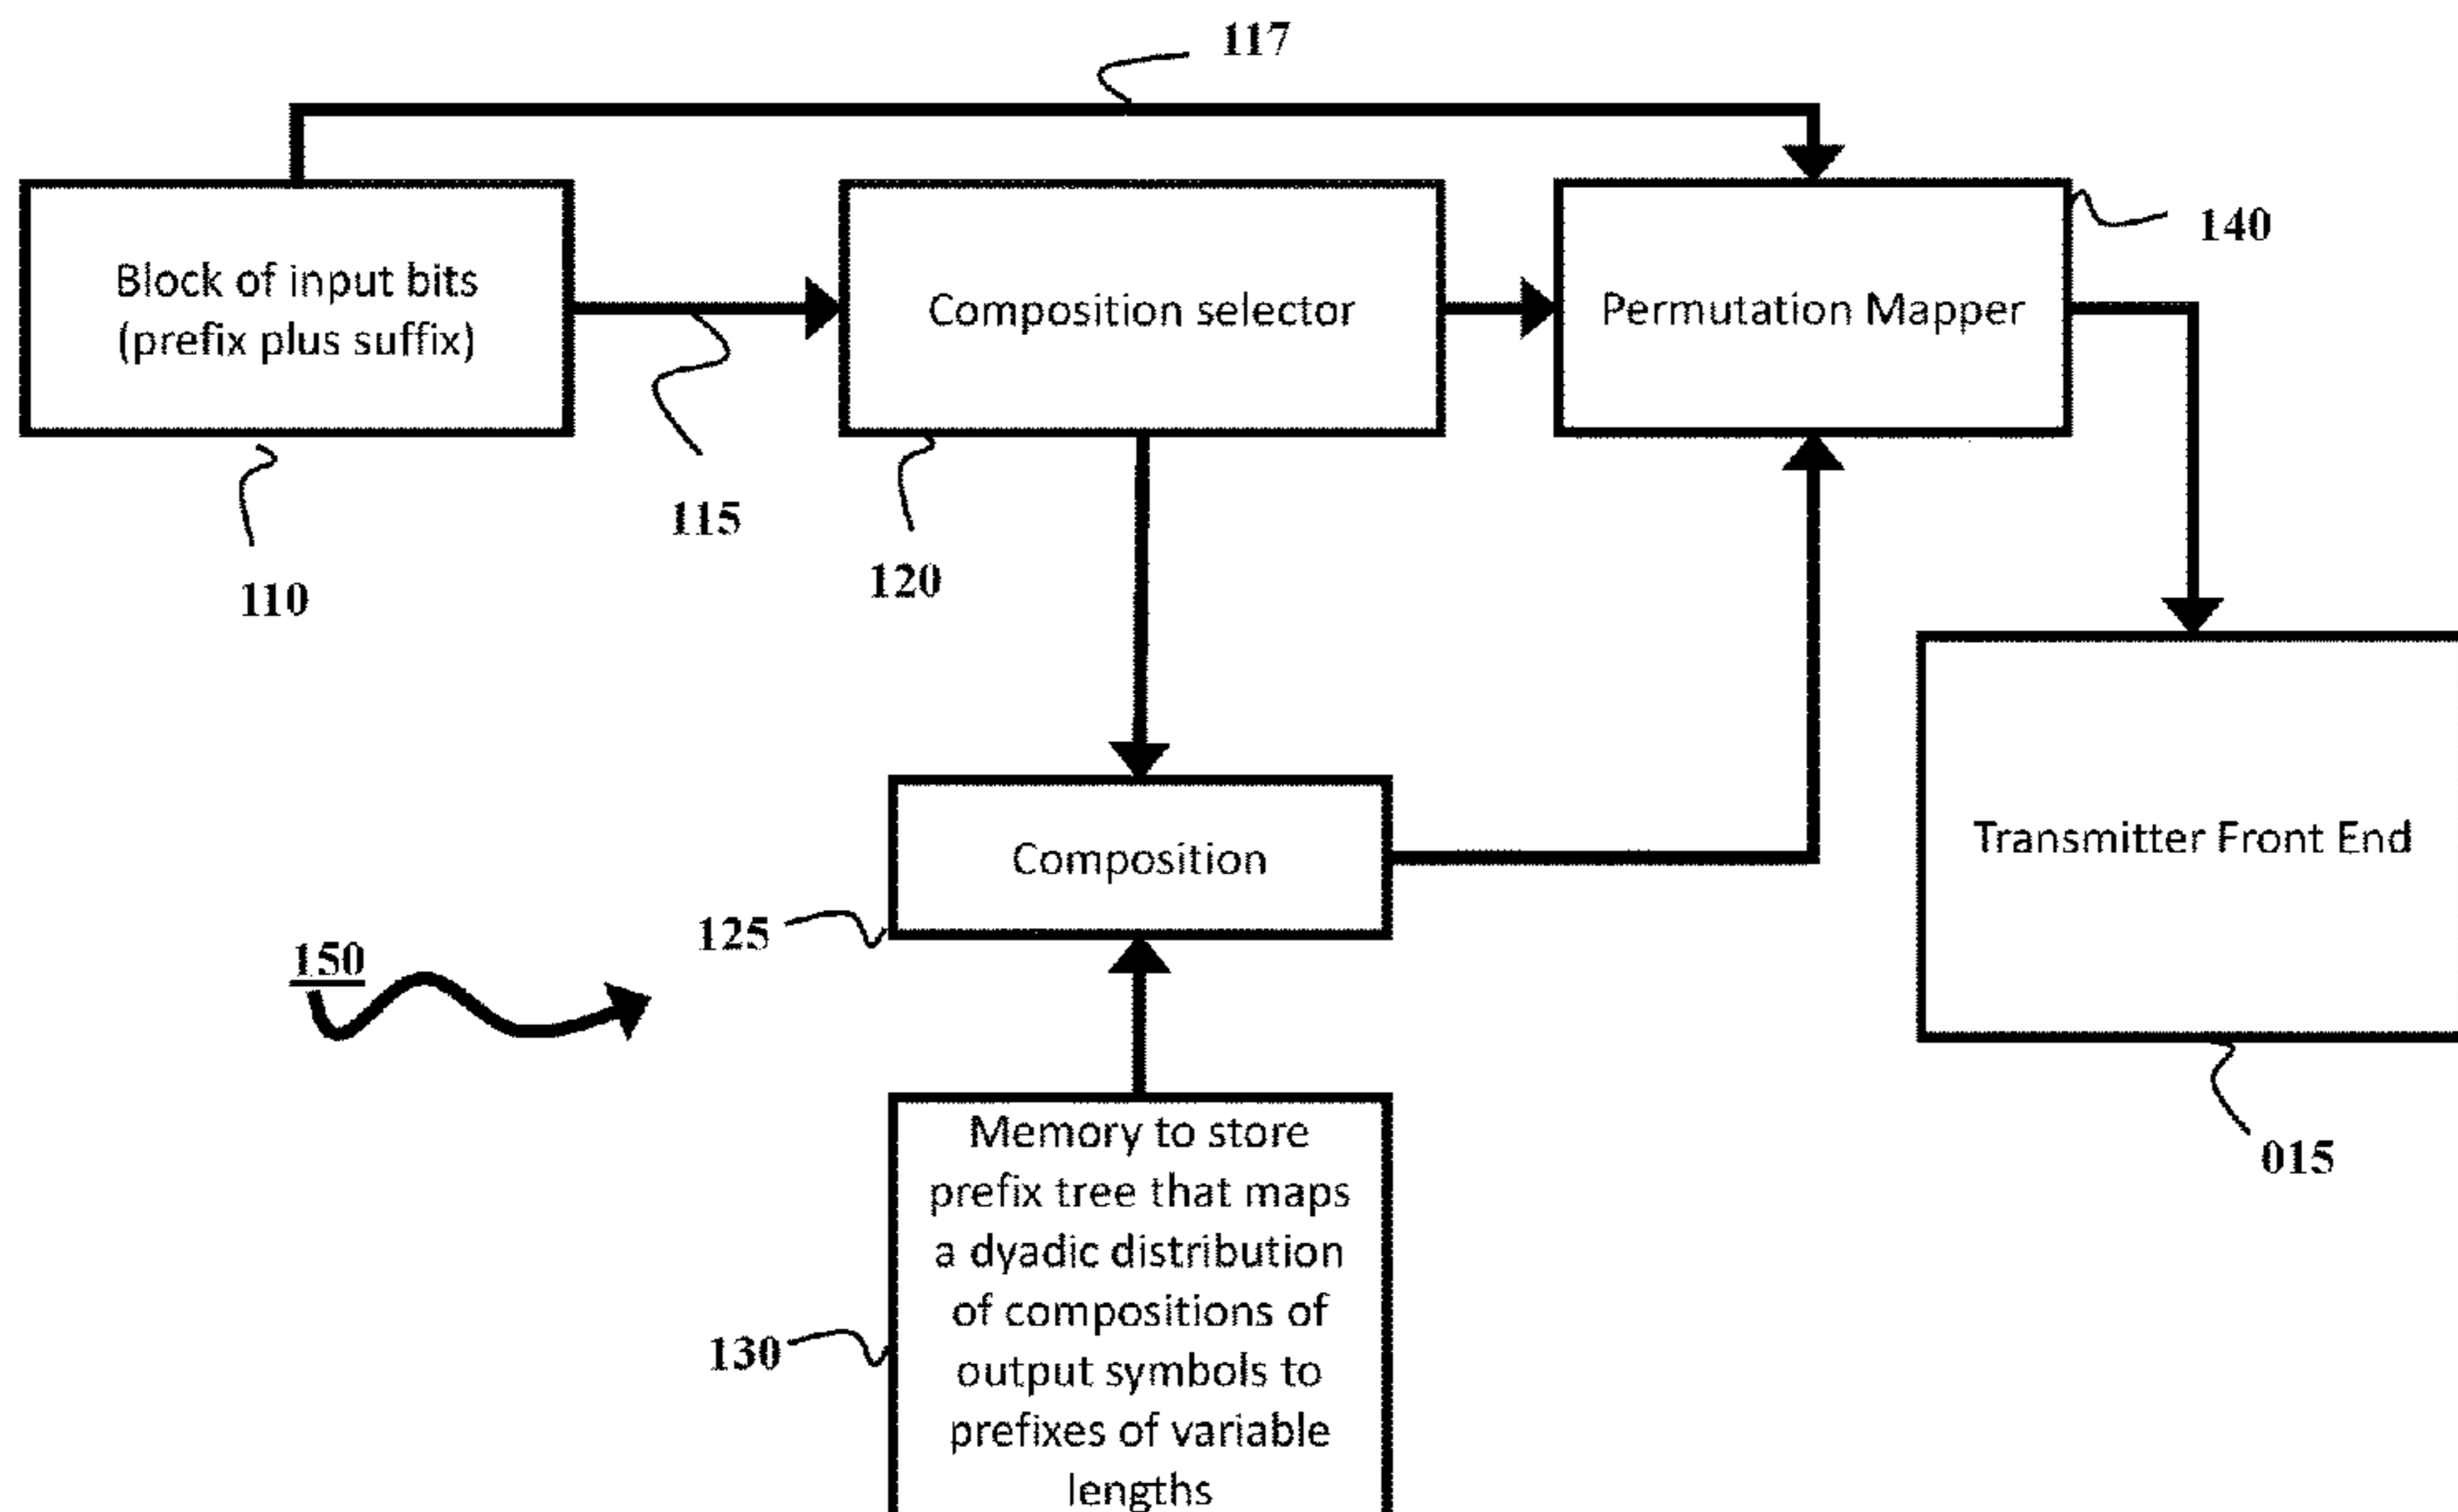 117
Block of input bits
(prefix plus suffix)
Composition selector
Permutation Mapper
140
115
120
110
Composition
125
Transmitter Front End
150
015
Memory to store
prefix tree that maps
a dyadic distribution
of compositions of
output symbols to
prefixes of variable
lengths
130